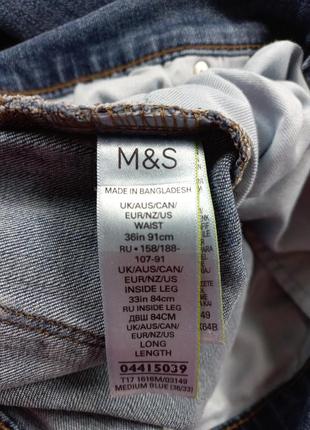 M&S
MADE IN BANGLADESH
UK/AUS/CAN/
EUR/NZ/US
WAIST
36in 91cm
RU • 158/188-
107-91
UK/AUS/CAN/
EUR/NZ/US
INSIDE LEG
33in 84cm
RU INSIDE LEG
ДВШ 84СМ
UK/AUS/CAN/
EUR/NZ/US
LONG
LENGTH
04415039
T17 1616M/03149
MEDIUM BLUE (36/33)